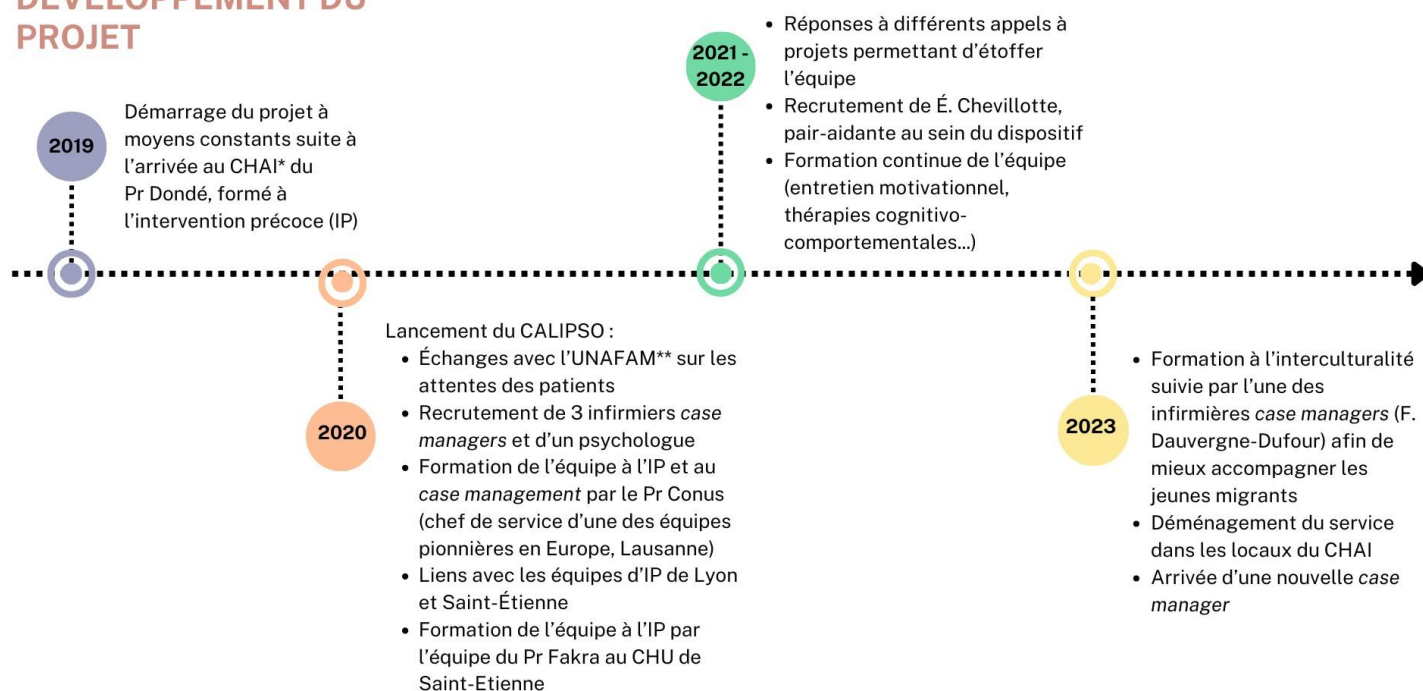 DÉVELOPPEMENT DU
PROJET
2019
Démarrage du projet à
moyens constants suite à
l'arrivée au CHAI* du
Pr Dondé, formé à
l'intervention précoce (IP)
2020
Lancement du CALIPSO :
• Échanges avec l'UNAFAM** sur les
attentes des patients
• Recrutement de 3 infirmiers case
managers et d'un psychologue
• Formation de l'équipe à l'IP et au
case management par le Pr Conus
(chef de service d'une des équipes
pionnières en Europe, Lausanne)
• Liens avec les équipes d'IP de Lyon
et Saint-Étienne
• Formation de l'équipe à l'IP par
l'équipe du Pr Fakra au CHU de
Saint-Etienne
2021 -
2022
• Réponses à différents appels à
projets permettant d'étoffer
l'équipe
• Recrutement de É. Chevillotte,
pair-aidante au sein du dispositif
• Formation continue de l'équipe
(entretien motivationnel,
thérapies cognitivo-
comportementales...)
2023
• Formation à l'interculturalité
suivie par l'une des
infirmières case managers (F.
Dauvergne-Dufour) afin de
mieux accompagner les
jeunes migrants
• Déménagement du service
dans les locaux du CHAI
• Arrivée d'une nouvelle case
manager